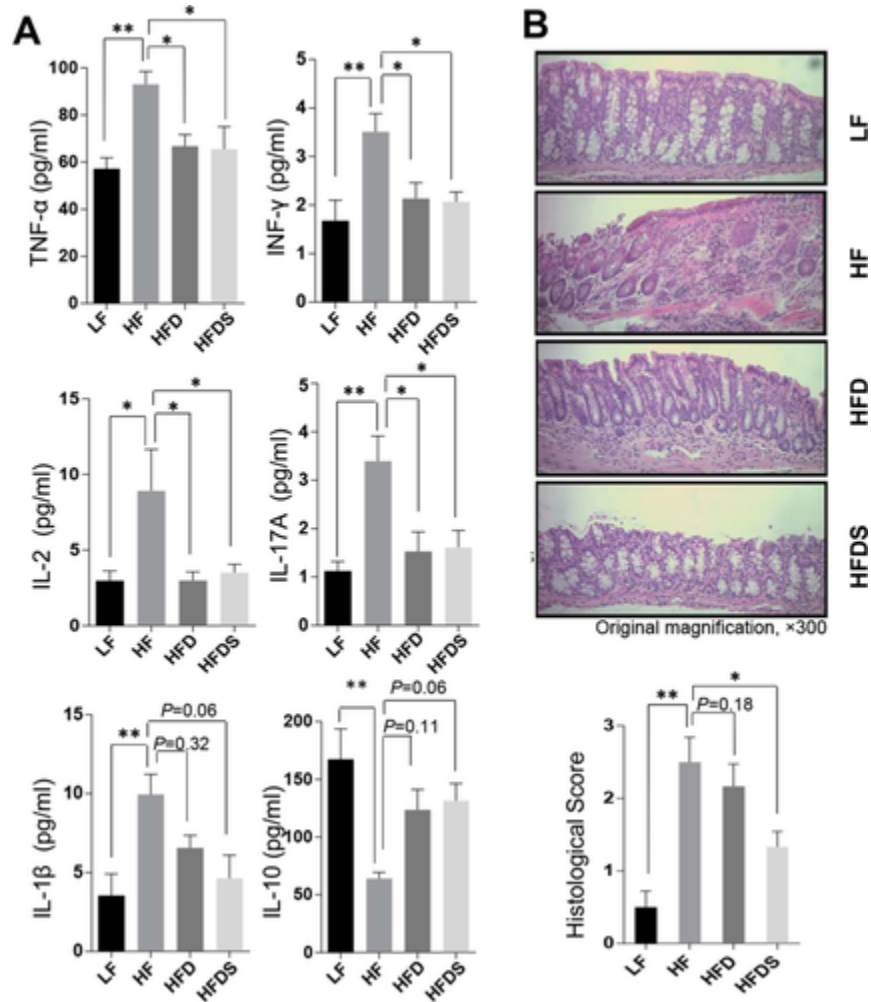 A
** * *
TNF-α (pg/ml)
100
80
60
40
20
0
LF HF HFD HFDS
** * *
INF-γ (pg/ml)
5
4
3
2
1
0
LF HF HFD HFDS
* * *
IL-2 (pg/ml)
15
10
5
0
LF HF HFD HFDS
** * *
IL-17A (pg/ml)
5
4
3
2
1
0
LF HF HFD HFDS
P=0.06
** P=0.32
IL-1β (pg/ml)
15
10
5
0
LF HF HFD HFDS
** P=0.06
P=0.11
IL-10 (pg/ml)
200
150
100
50
0
LF HF HFD HFDS
B
LF
HF
HFD
HFDS
Original magnification, ×300
** *
P=0.18
Histological Score
3
2
1
0
LF HF HFD HFDS